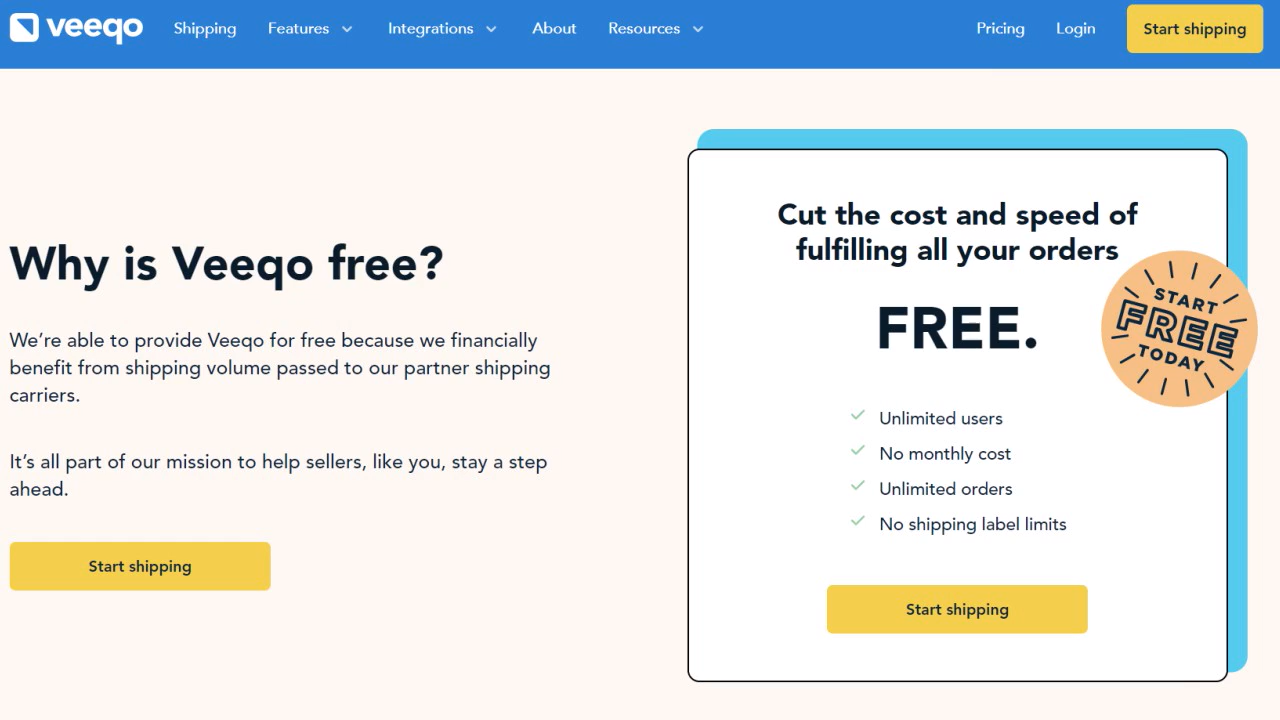 veeqo
Shipping
Features
Integrations
About
Resources
Pricing
Login
Start shipping
Why is Veeqo free?
We’re able to provide Veeqo for free because we financially
benefit from shipping volume passed to our partner shipping
carriers.
It’s all part of our mission to help sellers, like you, stay a step
ahead.
Start shipping
Cut the cost and speed of
fulfilling all your orders
FREE.
START
FREE
TODAY
Unlimited users
No monthly cost
Unlimited orders
No shipping label limits
Start shipping